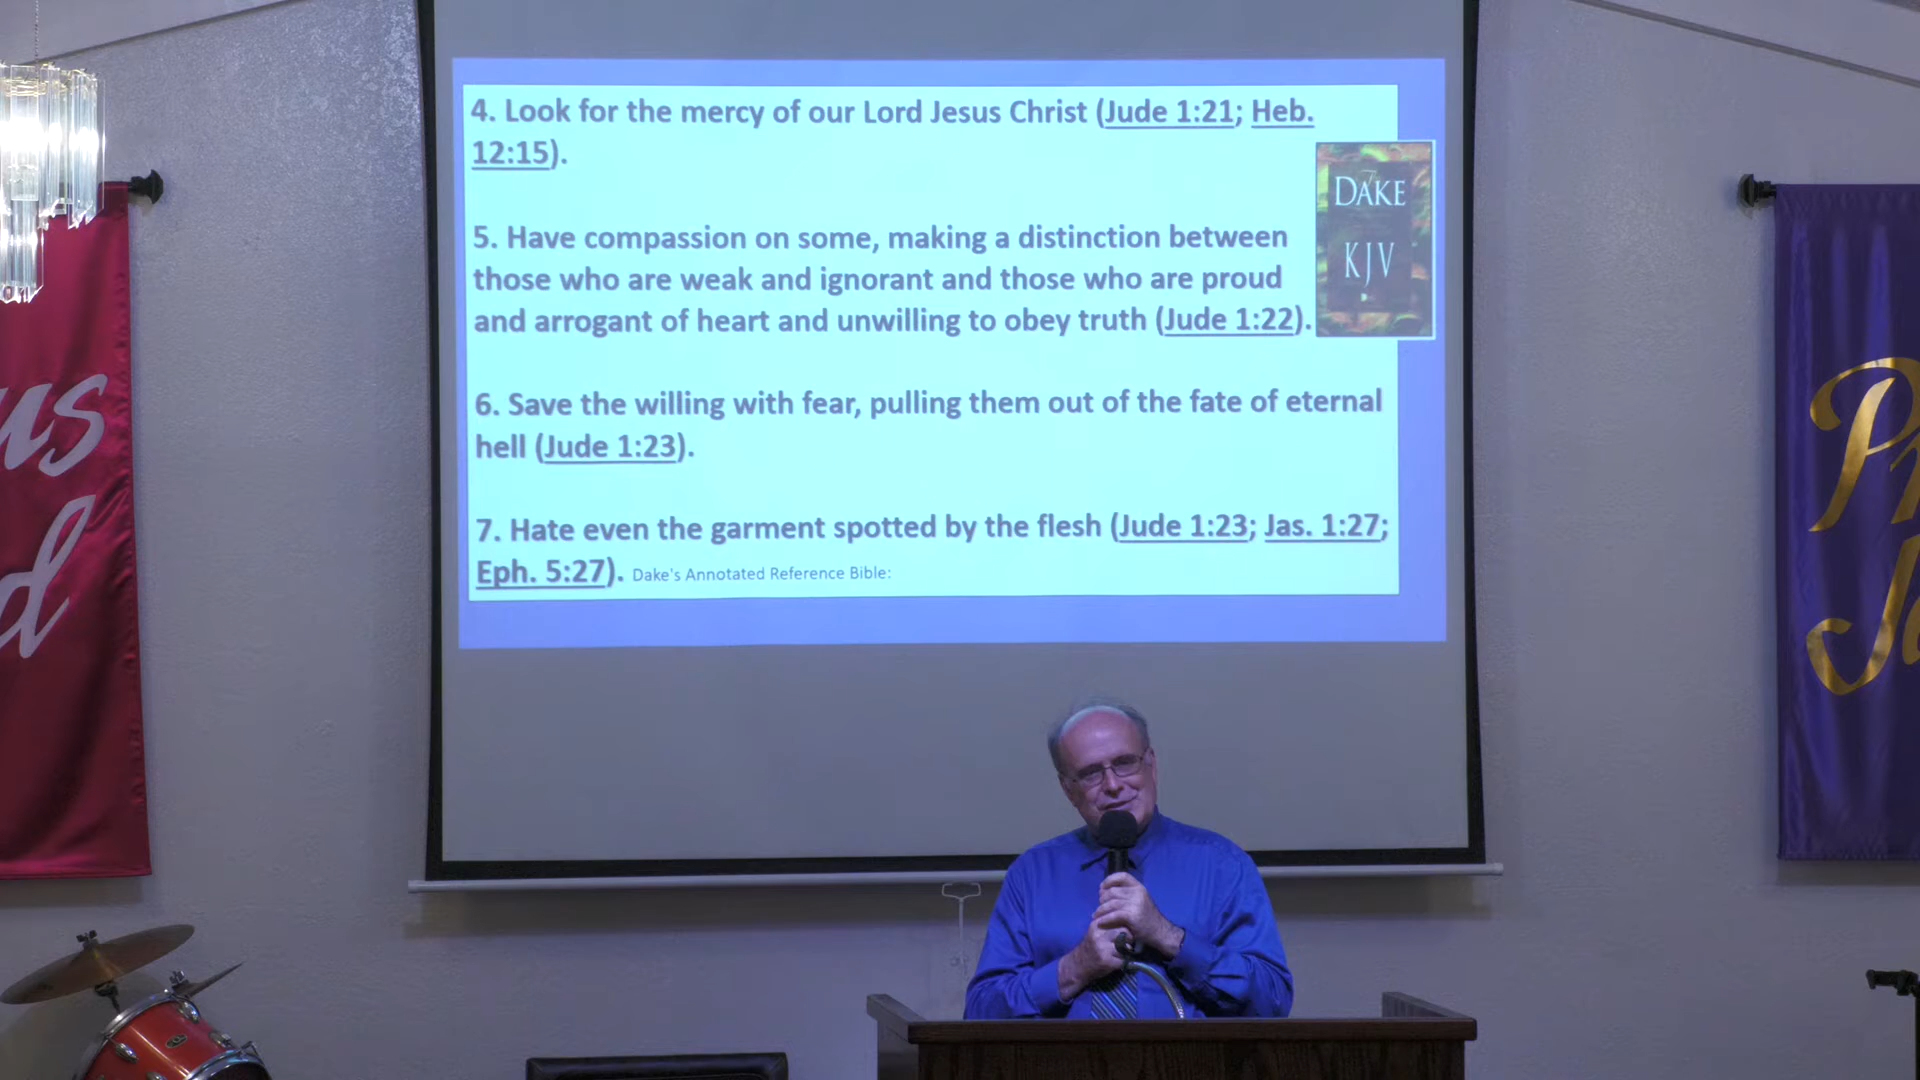 4. Look for the mercy of our Lord Jesus Christ (Jude 1:21; Heb.
12:15).
5. Have compassion on some, making a distinction between
those who are weak and ignorant and those who are proud
and arrogant of heart and unwilling to obey truth (Jude 1:22).
6. Save the willing with fear, pulling them out of the fate of eternal
hell (Jude 1:23).
7. Hate even the garment spotted by the flesh (Jude 1:23; Jas. 1:27;
Eph. 5:27). Dake's Annotated Reference Bible:
DAKE
KJV
us
d